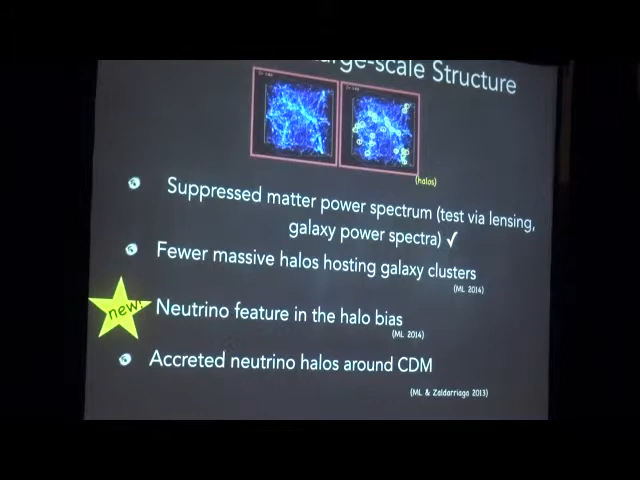 Large-scale Structure
(halos)
Suppressed matter power spectrum (test via lensing,
galaxy power spectra) ✓
Fewer massive halos hosting galaxy clusters
(ML 2014)
new!
Neutrino feature in the halo bias
(ML 2014)
Accreted neutrino halos around CDM
(ML & Zaldarriaga 2013)